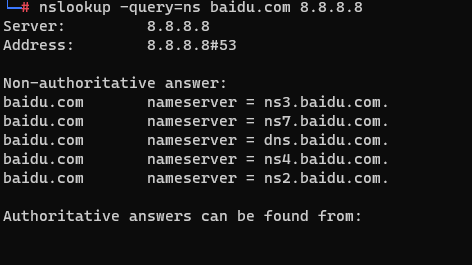 └─# nslookup -query=ns baidu.com 8.8.8.8
Server:         8.8.8.8
Address:        8.8.8.8#53
Non-authoritative answer:
baidu.com       nameserver = ns3.baidu.com.
baidu.com       nameserver = ns7.baidu.com.
baidu.com       nameserver = dns.baidu.com.
baidu.com       nameserver = ns4.baidu.com.
baidu.com       nameserver = ns2.baidu.com.
Authoritative answers can be found from: